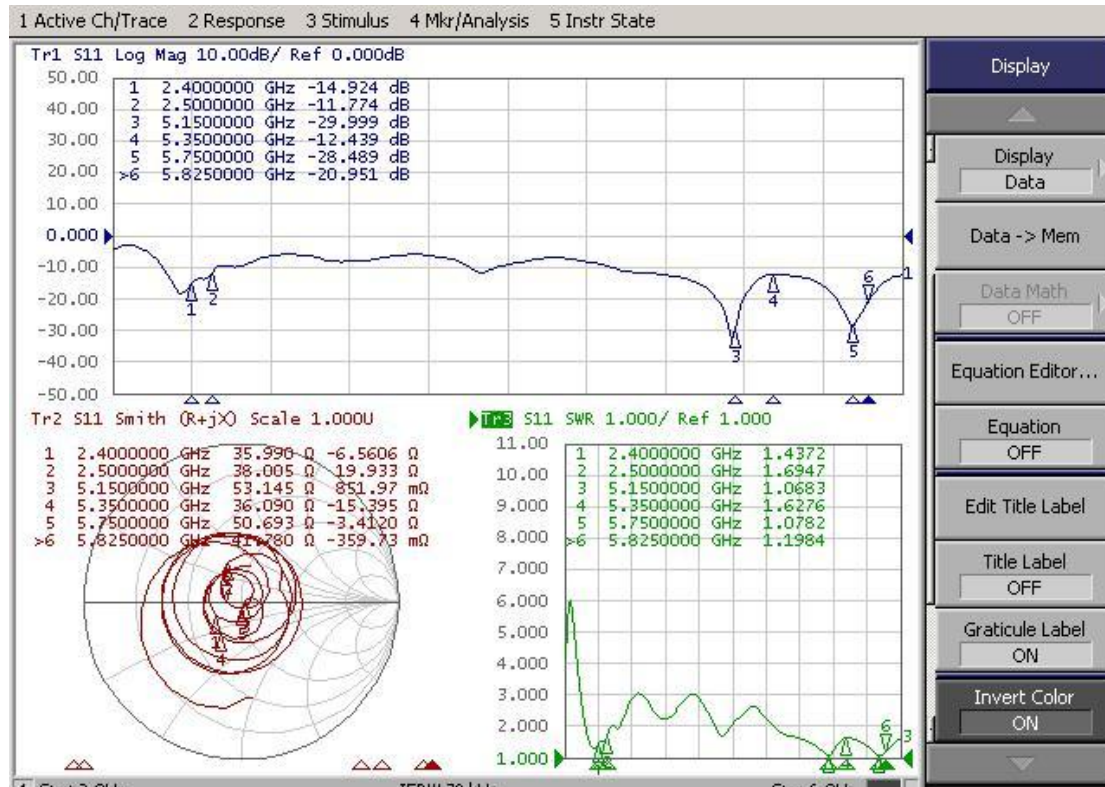 1 Active Ch/Trace 2 Response 3 Stimulus 4 Mkr/Analysis 5 Instr State
Tr1 S11 Log Mag 10.00dB/ Ref 0.000dB
50.00
40.00
30.00
20.00
10.00
0.000
-10.00
-20.00
-30.00
-40.00
-50.00
1 2.4000000 GHz -14.924 dB
2 2.5000000 GHz -11.774 dB
3 5.1500000 GHz -29.999 dB
4 5.3500000 GHz -12.439 dB
5 5.7500000 GHz -28.489 dB
>6 5.8250000 GHz -20.951 dB
1
2
3
4
5
6
1
Tr2 S11 Smith (R+jX) Scale 1.000U
1 2.4000000 GHz 35.990 Ω -6.5606 Ω
2 2.5000000 GHz 38.005 Ω 19.933 Ω
3 5.1500000 GHz 53.145 Ω 851.97 mΩ
4 5.3500000 GHz 36.090 Ω -15.395 Ω
5 5.7500000 GHz 50.693 Ω -3.4120 Ω
>6 5.8250000 GHz 41.780 Ω -359.73 mΩ
4
Tr3 S11 SWR 1.000/ Ref 1.000
11.00
10.00
9.000
8.000
7.000
6.000
5.000
4.000
3.000
2.000
1.000
1 2.4000000 GHz 1.4372
2 2.5000000 GHz 1.6947
3 5.1500000 GHz 1.0683
4 5.3500000 GHz 1.6276
5 5.7500000 GHz 1.0782
>6 5.8250000 GHz 1.1984
6
3
Display
Display
Data
Data -> Mem
Data Math
OFF
Equation Editor...
Equation
OFF
Edit Title Label
Title Label
OFF
Graticule Label
ON
Invert Color
ON